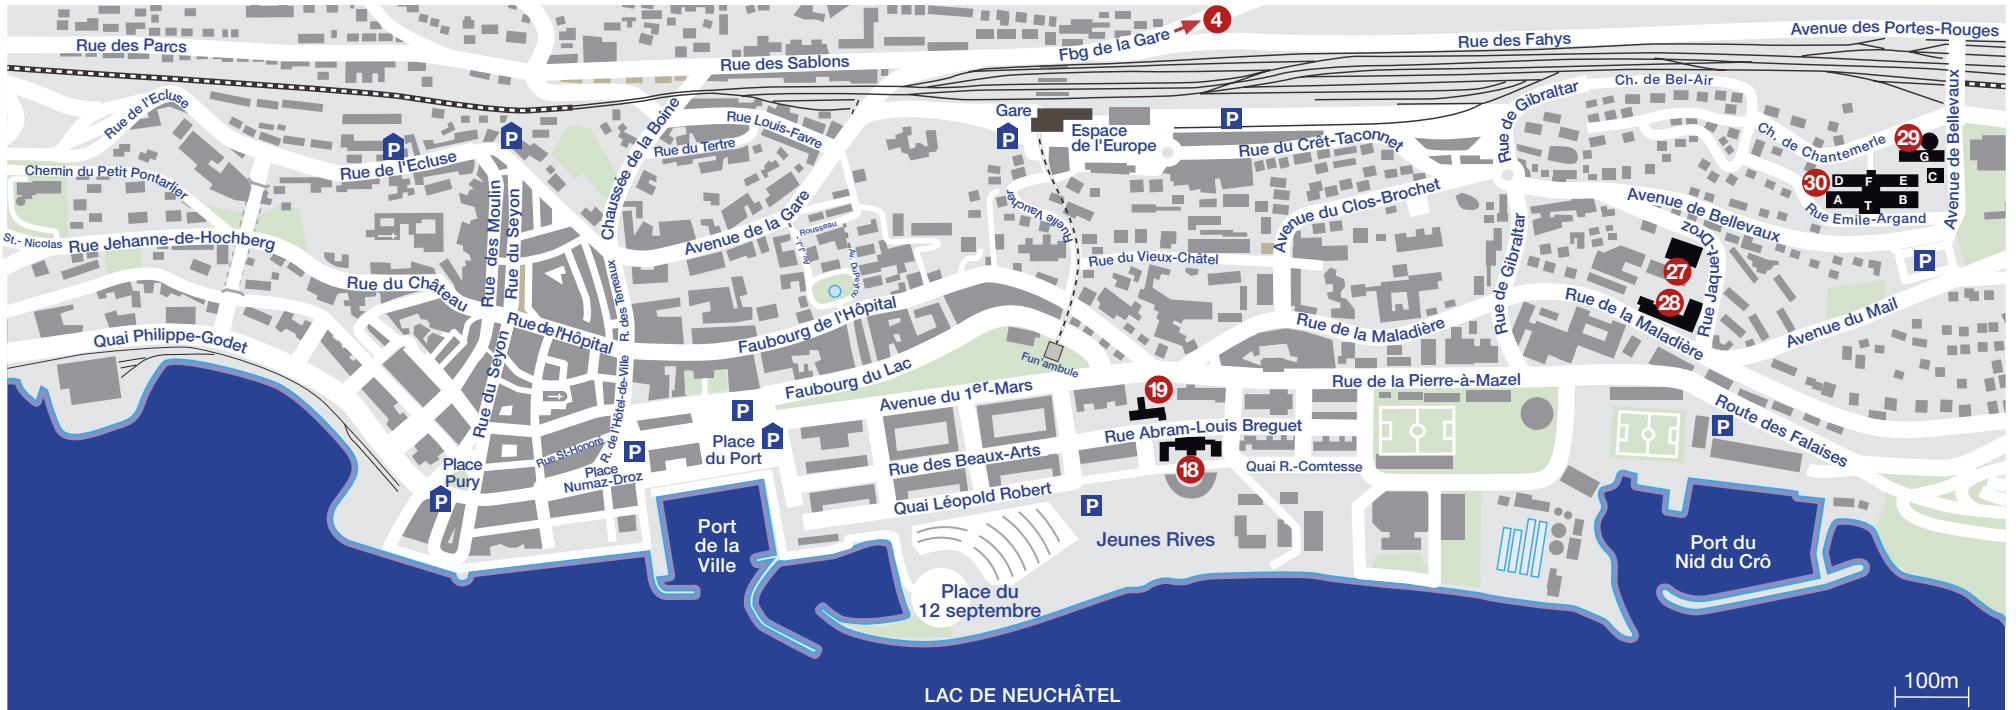 4
Rue des Parcs
Rue des Sablons
Fbg de la Gare
Rue des Fahys
Avenue des Portes-Rouges
Rue de l'Ecluse
Chaussée de la Boine
Rue Louis-Favre
Rue du Tertre
Gare
P
Espace
de l'Europe
P
Rue du Crêt-Taconnet
Rue de Gibraltar
Ch. de Bel-Air
Ch. de Chantemerle
29
G
C
Avenue de Bellevaux
30
D F E
A T B
Rue Emile-Argand
P
P
Rue de l'Ecluse
Chemin du Petit Pontarlier
St.- Nicolas
Rue Jehanne-de-Hochberg
Rue des Moulin
Rue du Seyon
Avenue de la Gare
Av. J.-J.
Rousseau
Av. DuPeyrou
Ruelle Vaucher
Rue du Vieux-Châtel
Avenue du Clos-Brochet
Rue de Gibraltar
Avenue de Bellevaux
Rue Jaquet-Droz
27
28
P
Rue du Château
Rue de l'Hôpital
R. des Terreaux
Faubourg de l'Hôpital
Rue de la Maladière
Rue de la Maladière
Avenue du Mail
Quai Philippe-Godet
Rue du Seyon
R. de l'Hôtel-de-Ville
Faubourg du Lac
Fun'ambule
Avenue du 1er-Mars
19
Rue de la Pierre-à-Mazel
Route des Falaises
P
P
P
Place
du Port
Rue Abram-Louis Breguet
Rue des Beaux-Arts
18
Quai R.-Comtesse
Rue St-Honoré
P
Place
Numaz-Droz
Place
Pury
P
Quai Léopold Robert
P
Jeunes Rives
Port
de la
Ville
Place du
12 septembre
Port du
Nid du Crô
LAC DE NEUCHÂTEL
100m